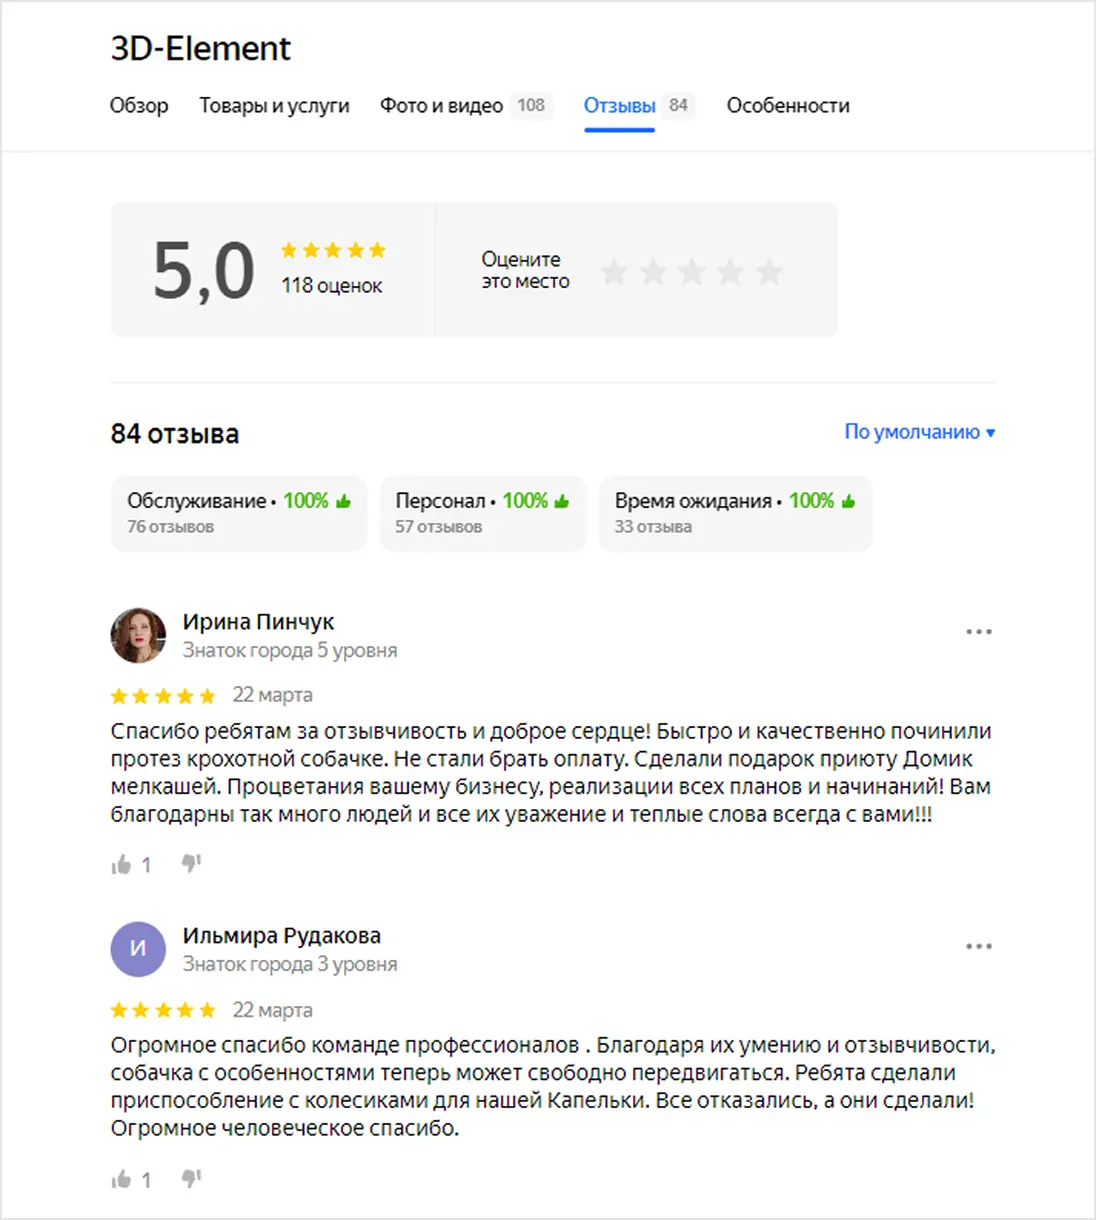 3D-Element
Обзор Товары и услуги Фото и видео 108 Отзывы 84 Особенности
5,0
118 оценок
Оцените
это место
84 отзыва
По умолчанию
Обслуживание • 100%
76 отзывов
Персонал • 100%
57 отзывов
Время ожидания • 100%
33 отзыва
Ирина Пинчук
Знаток города 5 уровня
22 марта
Спасибо ребятам за отзывчивость и доброе сердце! Быстро и качественно починили
протез крохотной собачке. Не стали брать оплату. Сделали подарок приюту Домик
мелкашей. Процветания вашему бизнесу, реализации всех планов и начинаний! Вам
благодарны так много людей и все их уважение и теплые слова всегда с вами!!!
1
И
Ильмира Рудакова
Знаток города 3 уровня
22 марта
Огромное спасибо команде профессионалов . Благодаря их умению и отзывчивости,
собачка с особенностями теперь может свободно передвигаться. Ребята сделали
приспособление с колесиками для нашей Капельки. Все отказались, а они сделали!
Огромное человеческое спасибо.
1